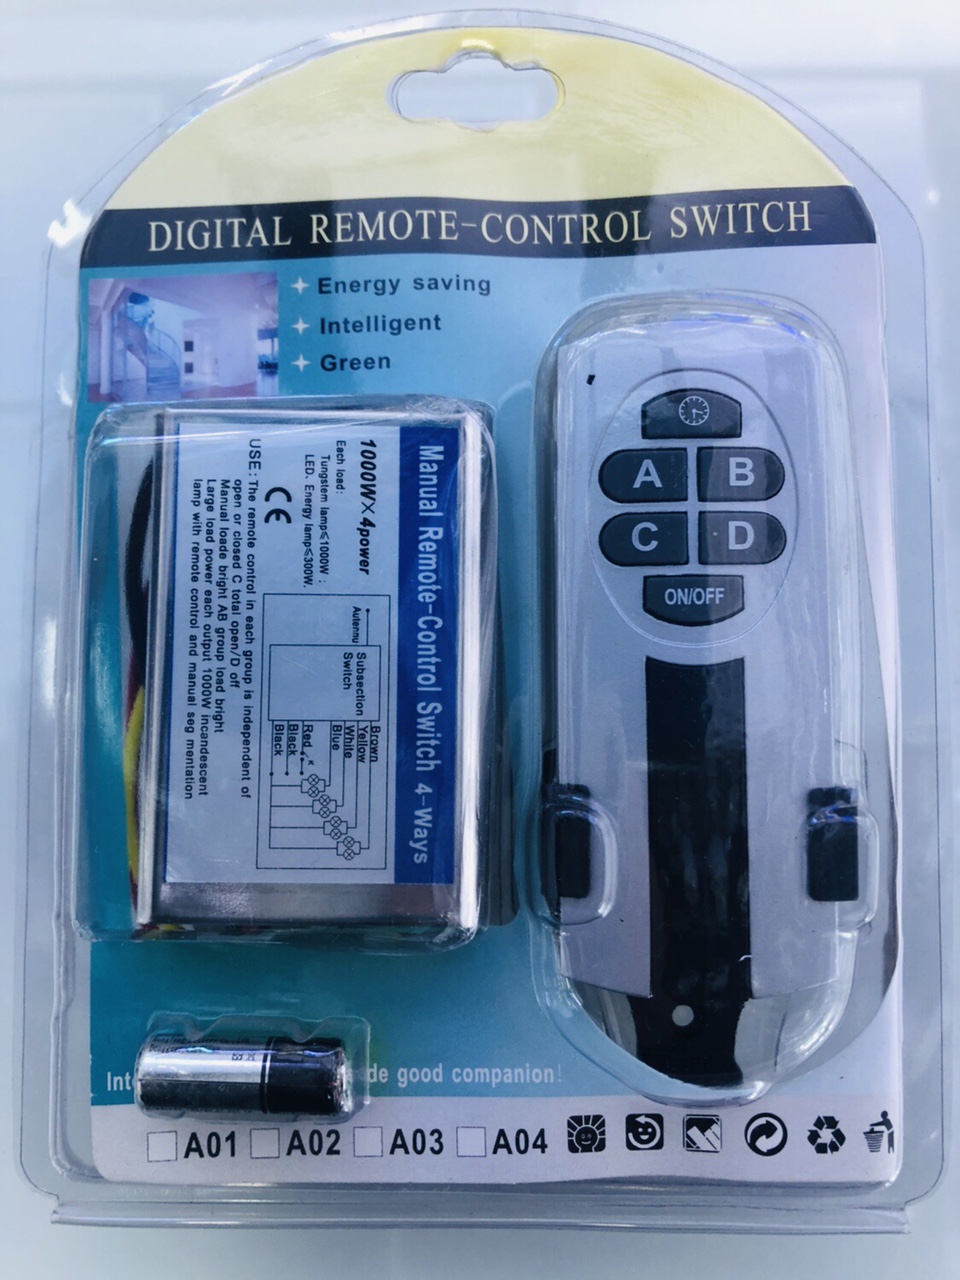 DIGITAL REMOTE-CONTROL SWITCH
Energy saving
Intelligent
Green
Manual Remote-Control Switch 4-Ways
1000W×4power
Each load:
Tungstem lamp≤1000W :
LED. Energy lamp≤300W.
CE
USE: The remote control in each group is independent of
open or closed C total open/D off
Manual loade bright AB group load bright
Large load power each output 1000W incandescent
lamp with remote control and manual seg mentation
Autennu
Subsection
Switch
Brown
Yellow
White
Blue
Red
Black
Black
A
B
C
D
ON/OFF
de good companion!
A01
A02
A03
A04